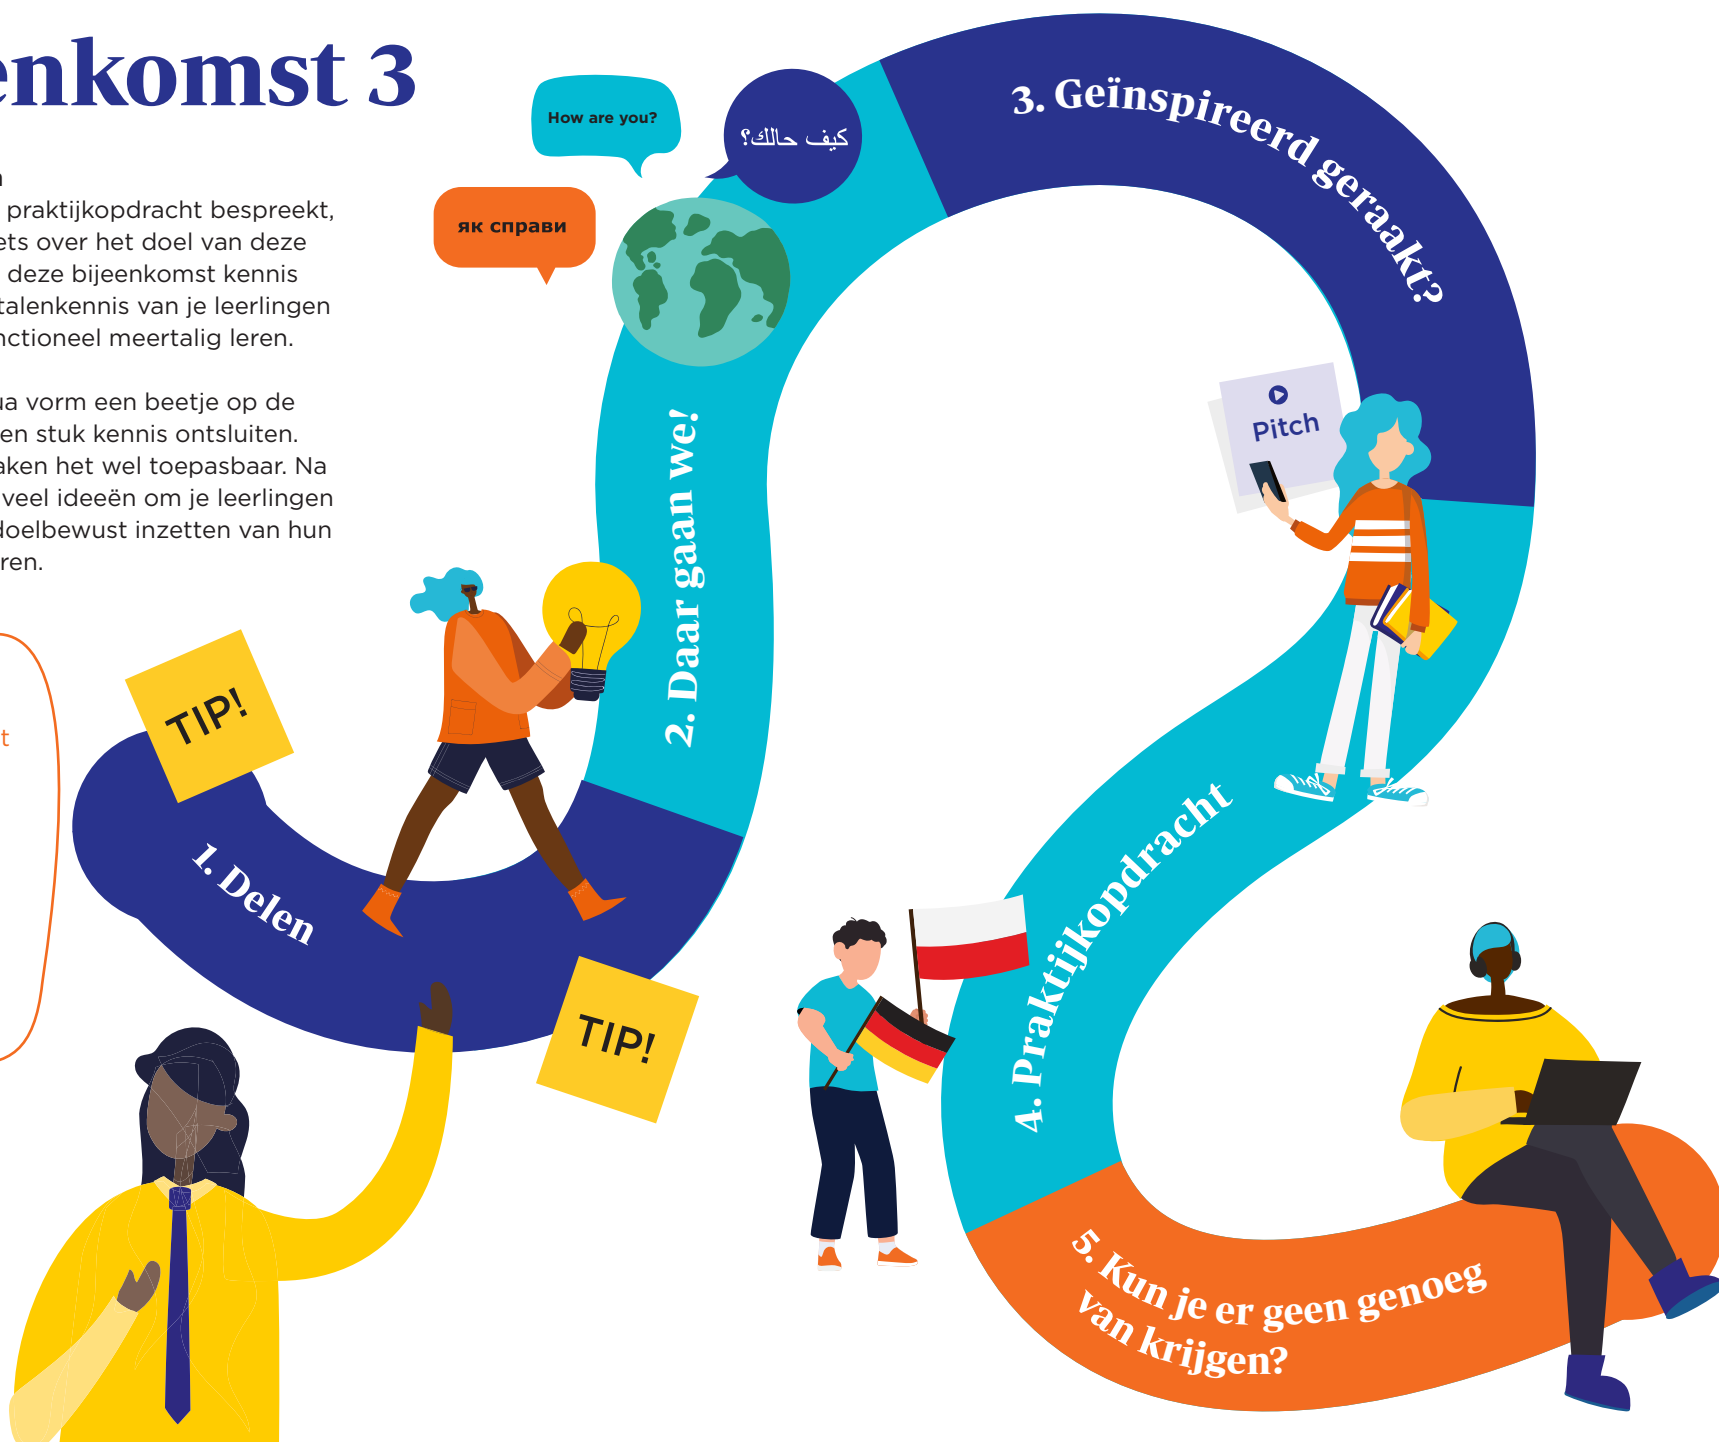 enkomst 3
praktijkopdracht bespreekt,
ets over het doel van deze
deze bijeenkomst kennis
talenkennis van je leerlingen
nctioneel meertalig leren.
ua vorm een beetje op de
en stuk kennis ontsluiten.
aken het wel toepasbaar. Na
veel ideeën om je leerlingen
doelbewust inzetten van hun
ren.
t
How are you?
كيف حالك؟
як справи
TIP!
1. Delen
TIP!
2. Daar gaan we!
3. Geïnspireerd geraakt?
Pitch
4. Praktijkopdracht
5. Kun je er geen genoeg
van krijgen?